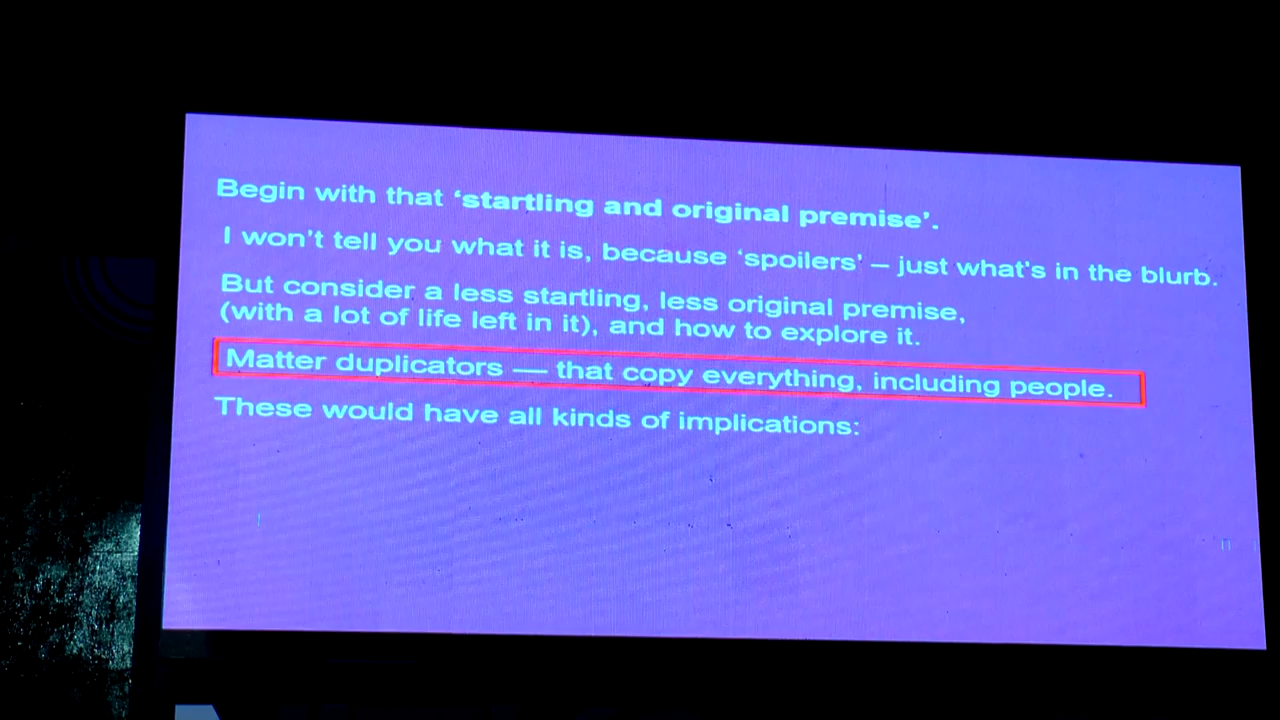 Begin with that ‘startling and original premise’.
I won't tell you what it is, because ‘spoilers’ – just what's in the blurb.
But consider a less startling, less original premise,
(with a lot of life left in it), and how to explore it.
Matter duplicators — that copy everything, including people.
These would have all kinds of implications: